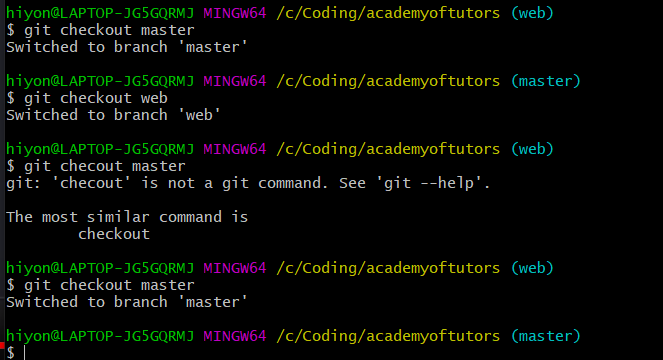 hiyon@LAPTOP-JG5GQRMJ MINGW64 /c/Coding/academyoftutors (web)
$ git checkout master
Switched to branch 'master'
hiyon@LAPTOP-JG5GQRMJ MINGW64 /c/Coding/academyoftutors (master)
$ git checkout web
Switched to branch 'web'
hiyon@LAPTOP-JG5GQRMJ MINGW64 /c/Coding/academyoftutors (web)
$ git checout master
git: 'checout' is not a git command. See 'git --help'.
The most similar command is
checkout
hiyon@LAPTOP-JG5GQRMJ MINGW64 /c/Coding/academyoftutors (web)
$ git checkout master
Switched to branch 'master'
hiyon@LAPTOP-JG5GQRMJ MINGW64 /c/Coding/academyoftutors (master)
$